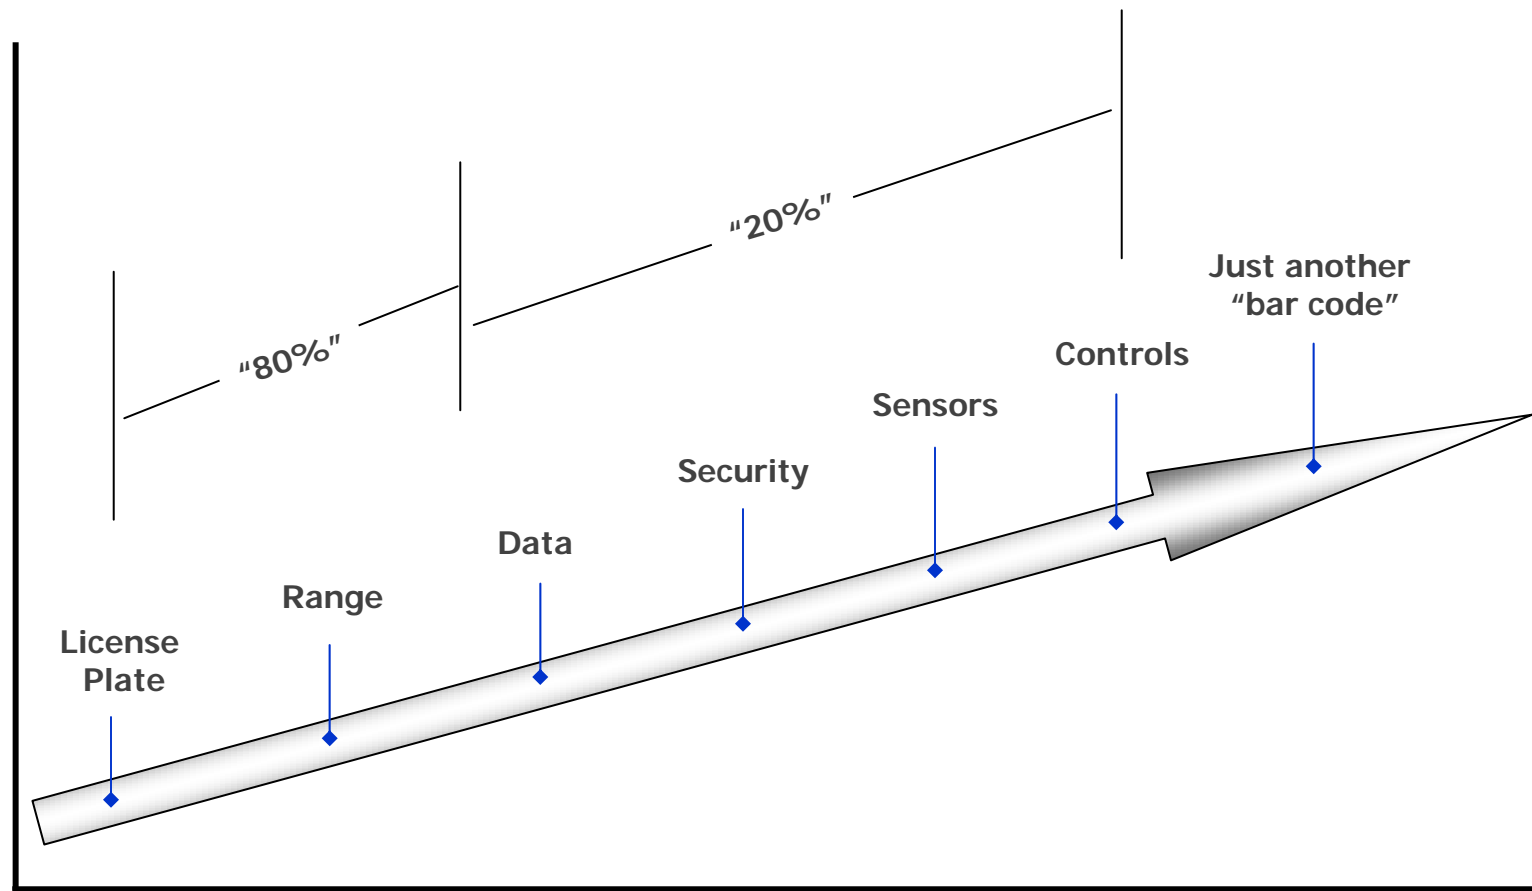 “20%”
Just another
“bar code”
“80%”
Controls
Sensors
Security
Data
Range
License
Plate